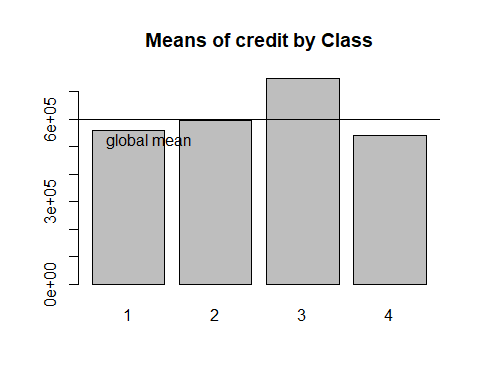 Means of credit by Class
6e+05
global mean
3e+05
0e+00
1 2 3 4